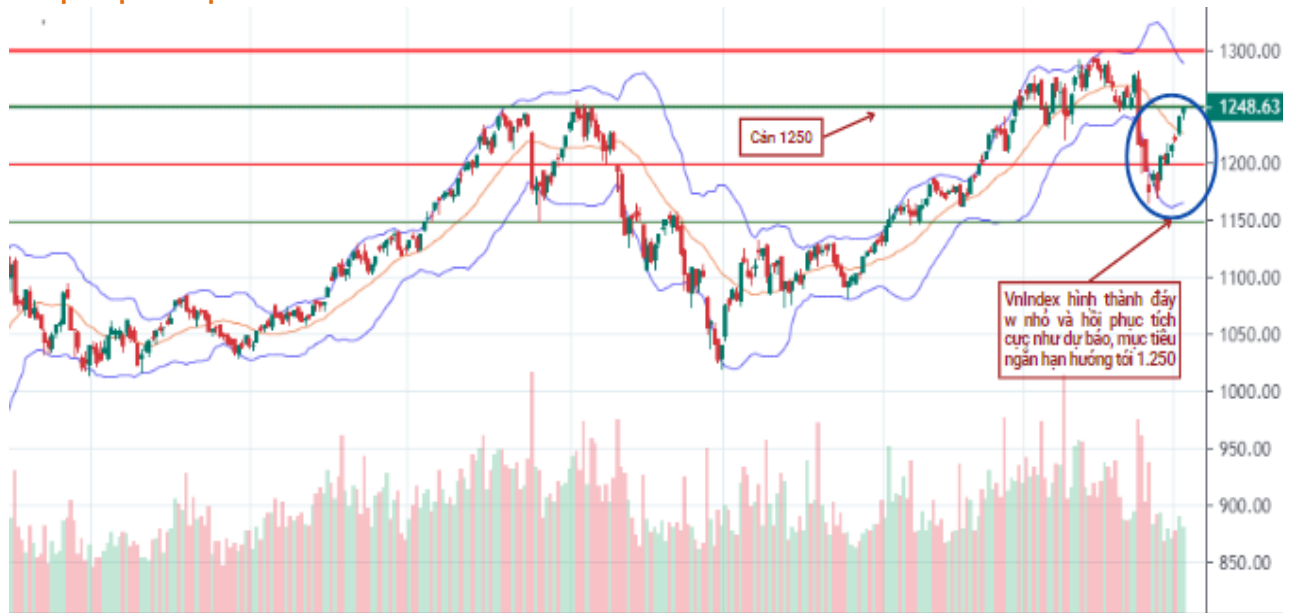 1300.00
1248.63
Cản 1250
1200.00
1150.00
1100.00
VnIndex hình thành đáy
w nhỏ và hồi phục tích
cực như dự báo, mục tiêu
ngắn hạn hướng tới 1.250
1050.00
1000.00
950.00
900.00
850.00